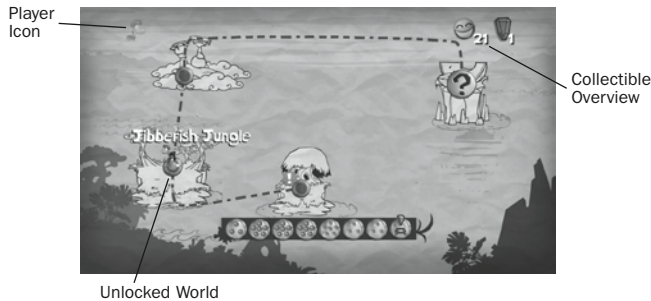 Player
Icon
21
1
Collectible
Overview
Jibberish Jungle
?
Unlocked World